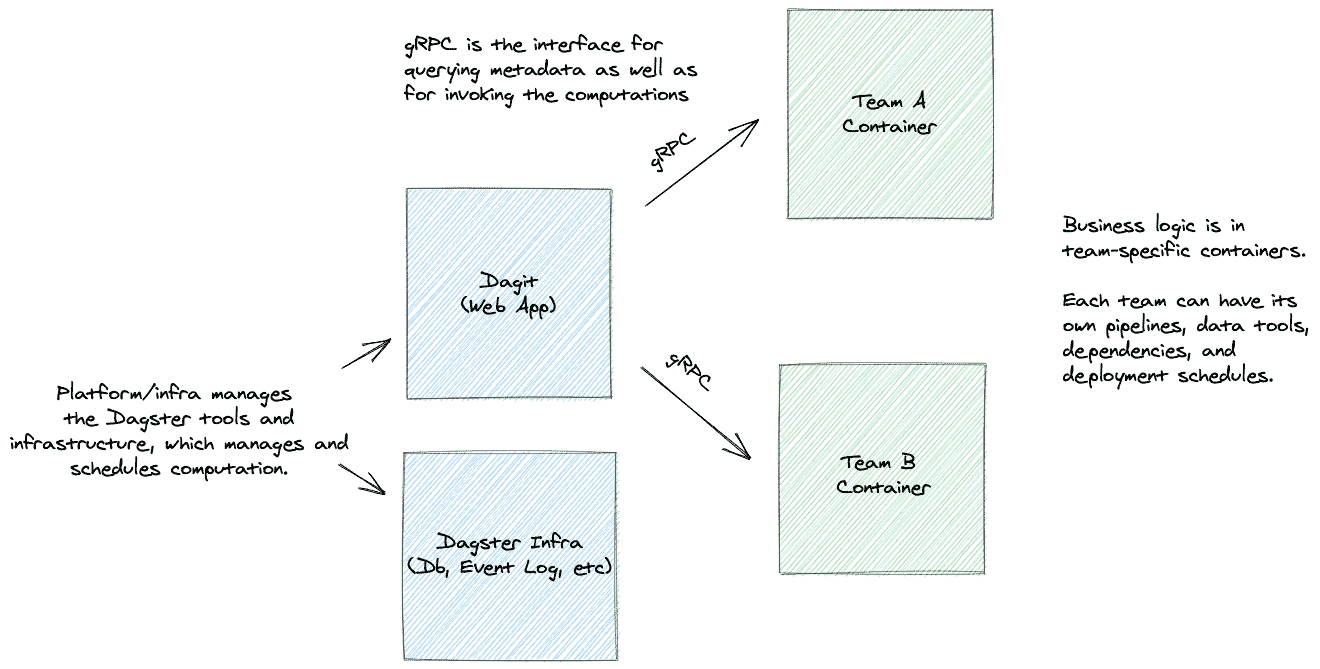 gRPC is the interface for
querying metadata as well as
for invoking the computations
gRPC
Team A
Container
Dagit
(Web App)
Business logic is in
team-specific containers.
Each team can have its
own pipelines, data tools,
dependencies, and
deployment schedules.
gRPC
Platform/infra manages
the Dagster tools and
infrastructure, which manages and
schedules computation.
Team B
Container
Dagster Infra
(Db, Event Log, etc)